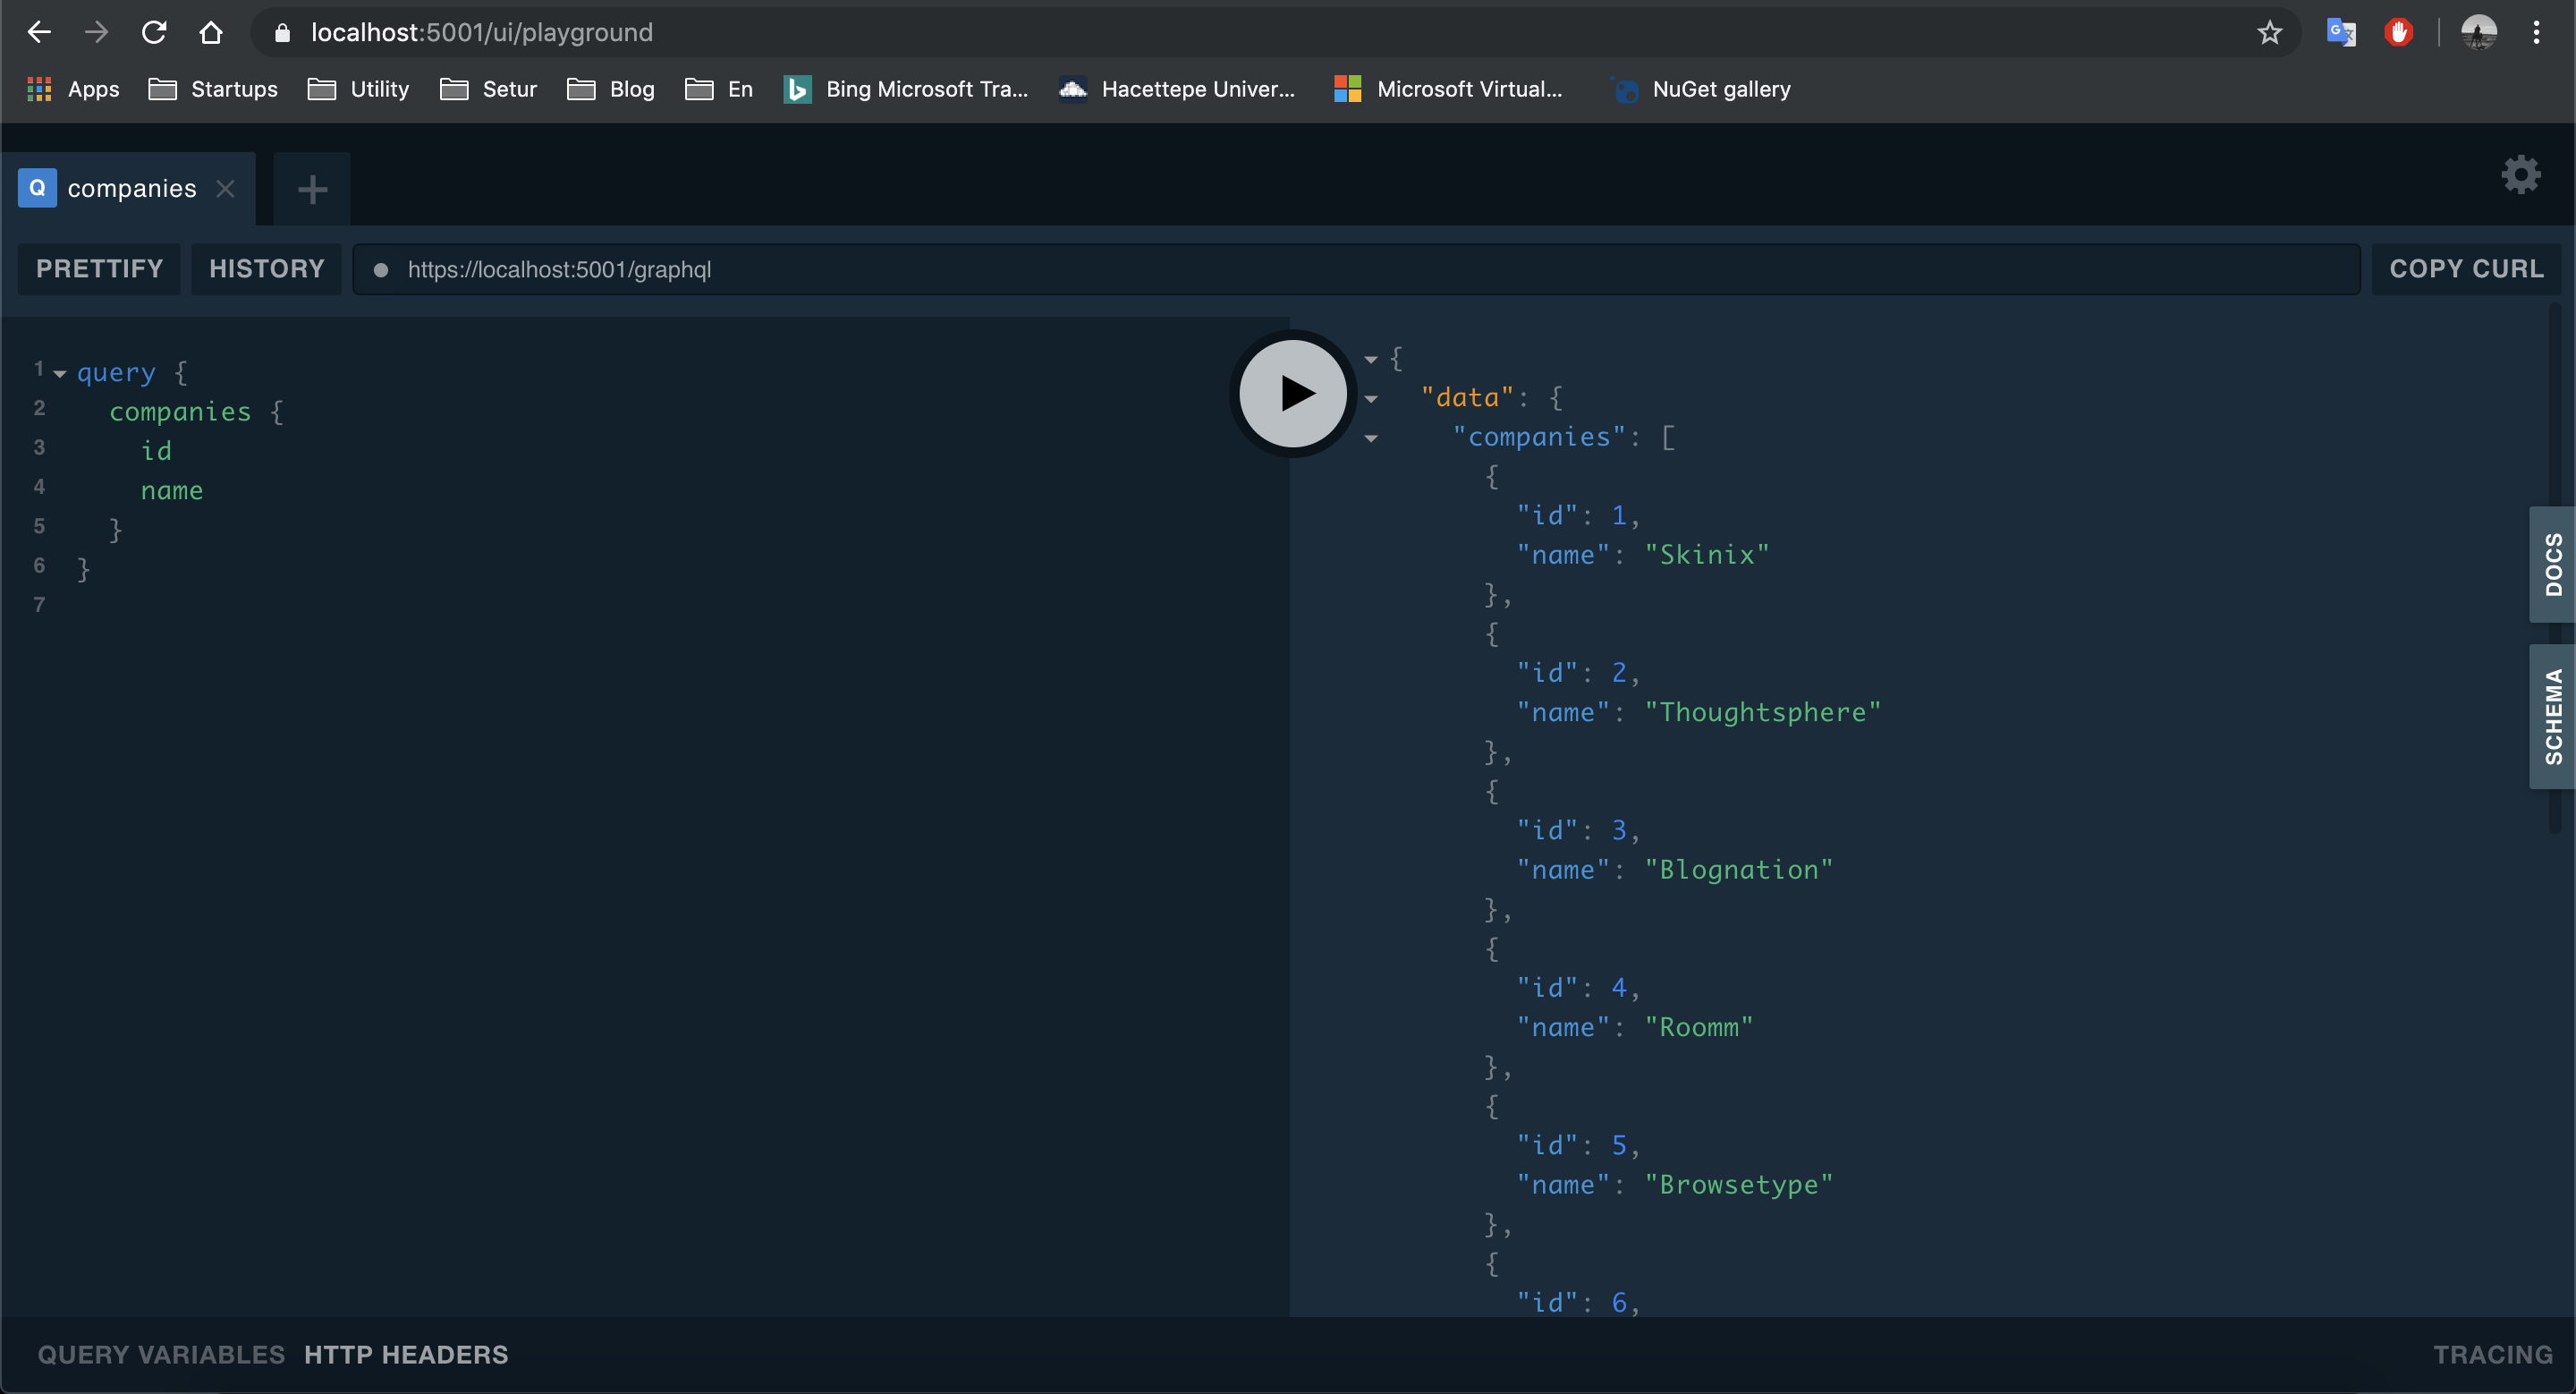 localhost:5001/ui/playground
Apps Startups Utility Setur Blog En Bing Microsoft Tra... Hacettepe Univer... Microsoft Virtual... NuGet gallery
Q companies
PRETTIFY HISTORY https://localhost:5001/graphql COPY CURL
1 query {
2 companies {
3 id
4 name
5 }
6 }
7
{
"data": {
"companies": [
{
"id": 1,
"name": "Skinix"
},
{
"id": 2,
"name": "Thoughtsphere"
},
{
"id": 3,
"name": "Blognation"
},
{
"id": 4,
"name": "Roomm"
},
{
"id": 5,
"name": "Browsetype"
},
{
"id": 6,
DOCS
SCHEMA
QUERY VARIABLES HTTP HEADERS TRACING